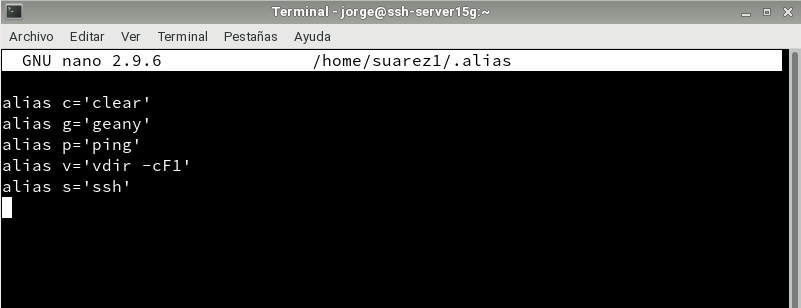 Terminal - jorge@ssh-server15g:~
Archivo Editar Ver Terminal Pestañas Ayuda
GNU nano 2.9.6 /home/suarez1/.alias
alias c='clear'
alias g='geany'
alias p='ping'
alias v='vdir -cF1'
alias s='ssh'